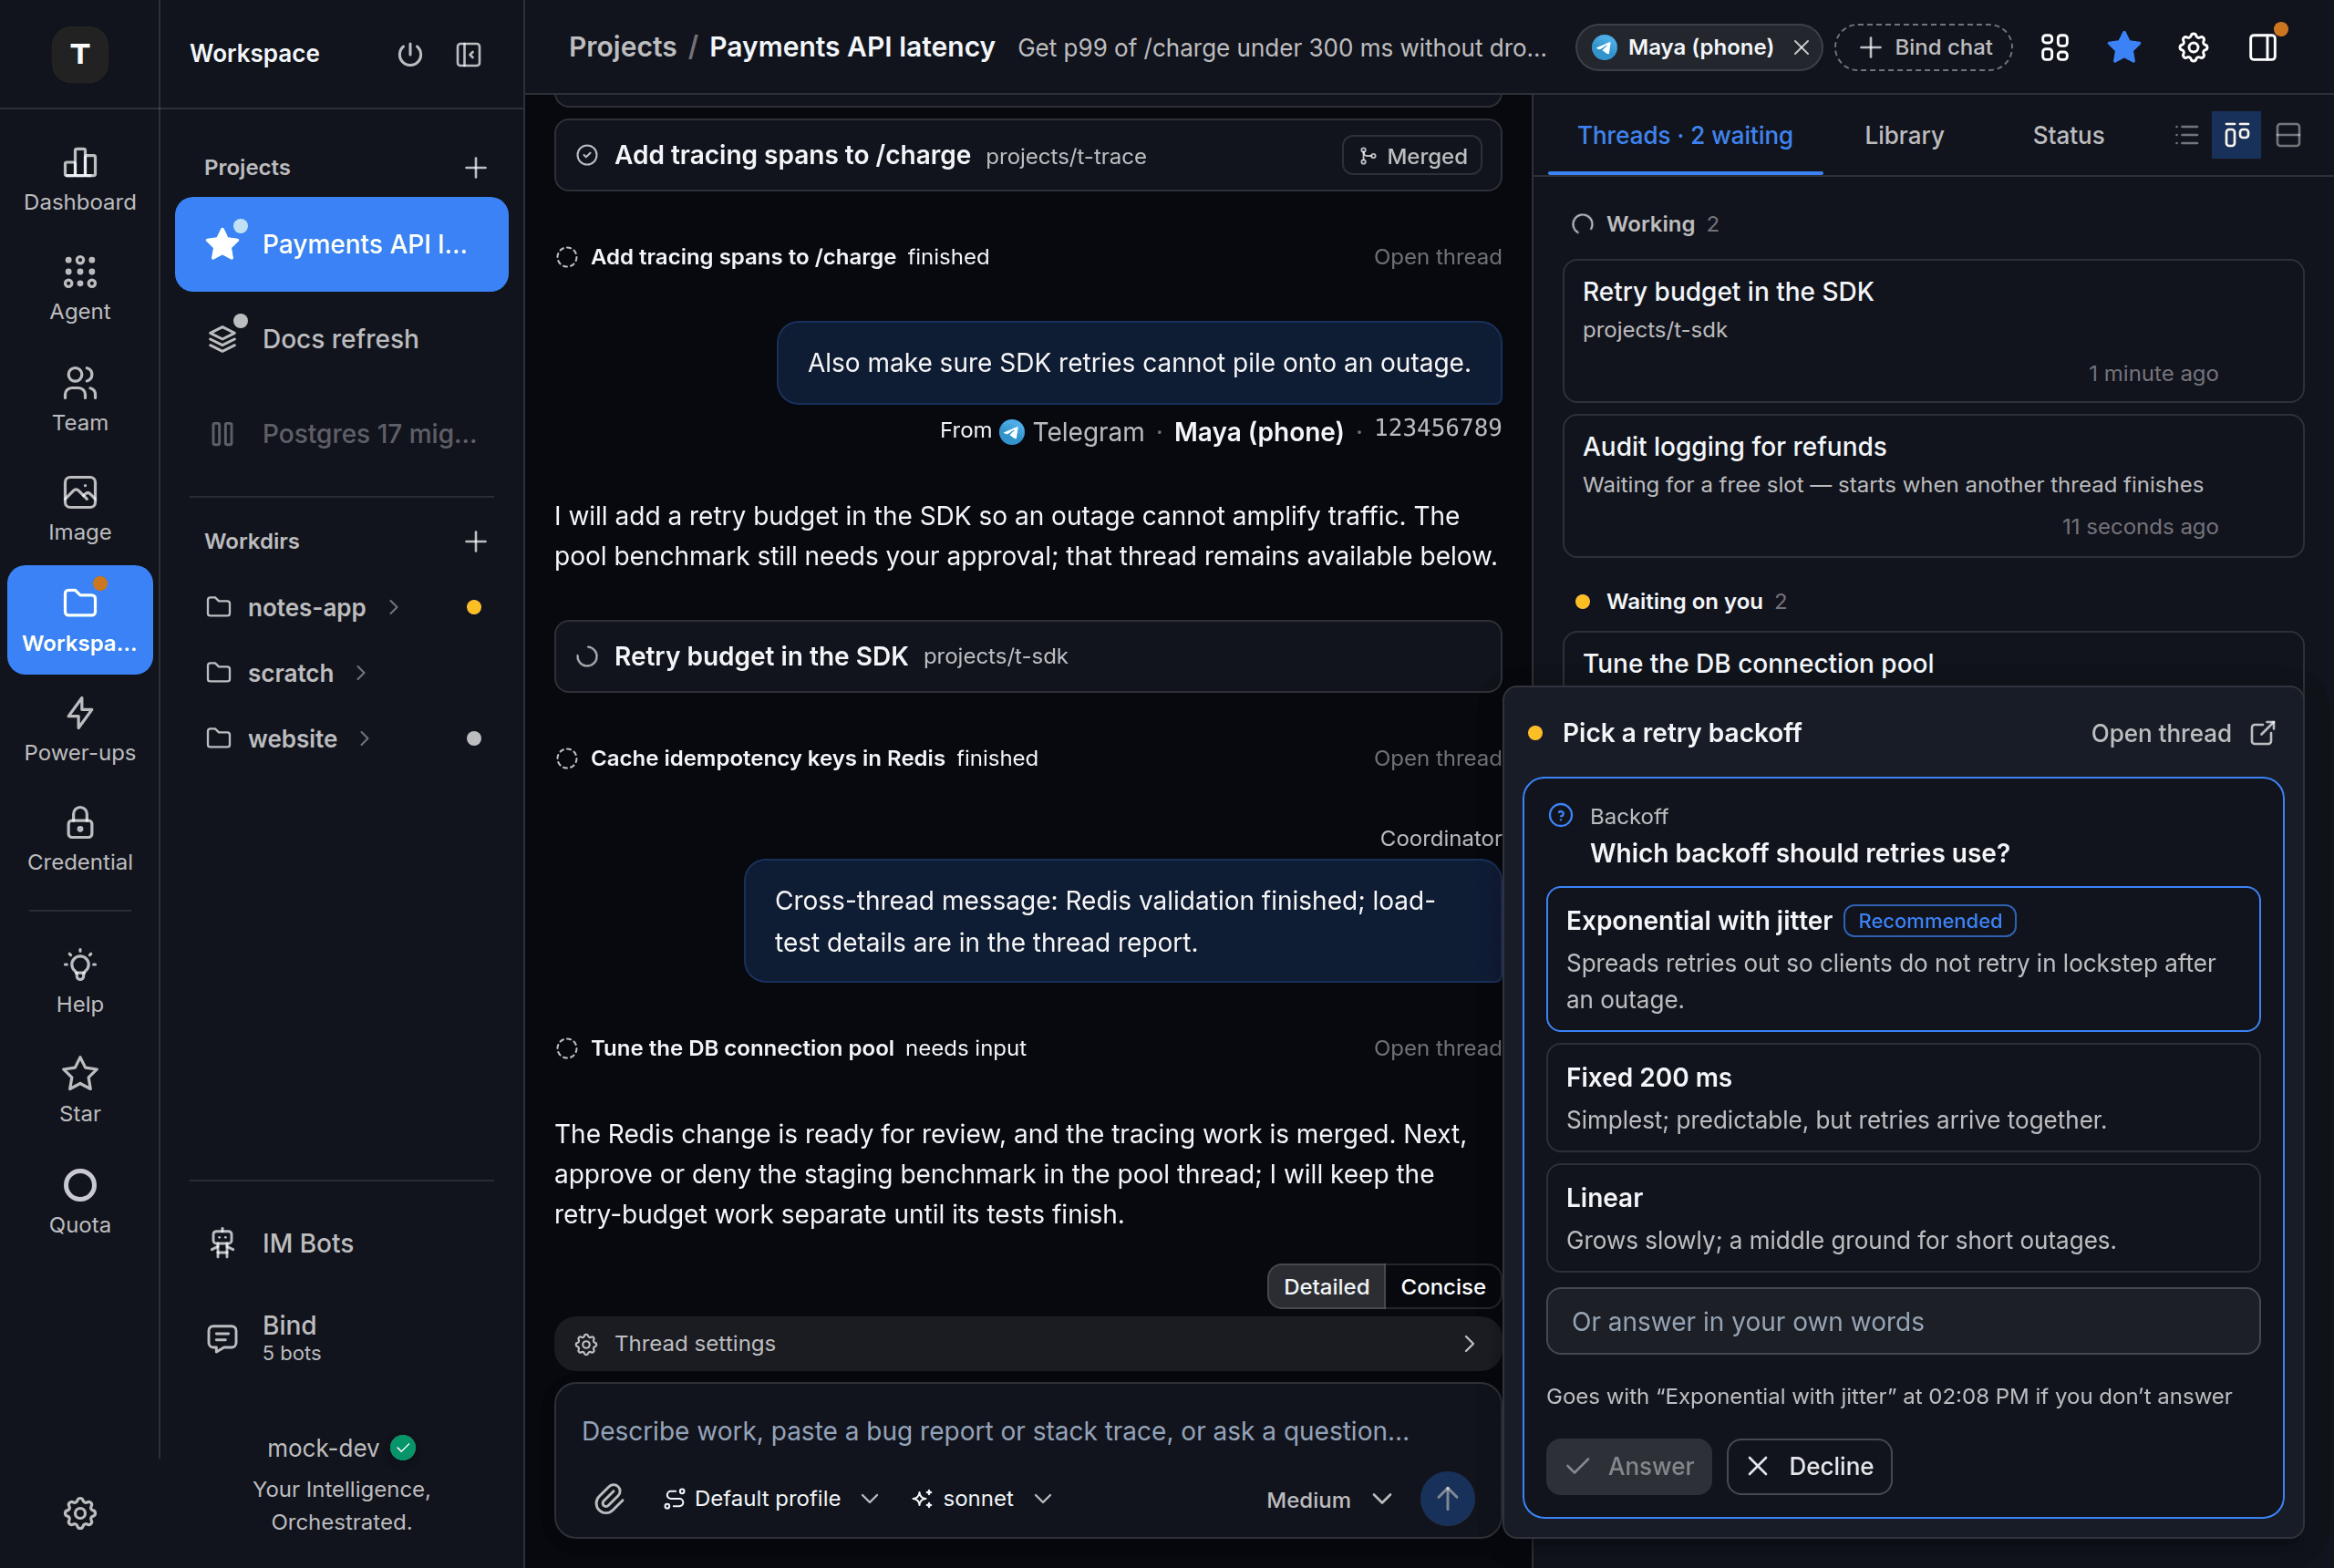 T
Workspace
Dashboard
Agent
Team
Image
Workspa...
Power-ups
Credential
Help
Star
Quota
Projects
Payments API l...
Docs refresh
Postgres 17 mig...
Workdirs
notes-app
scratch
website
IM Bots
Bind
5 bots
mock-dev
Your Intelligence,
Orchestrated.
Projects / Payments API latency Get p99 of /charge under 300 ms without dro... Maya (phone) Bind chat
Add tracing spans to /charge projects/t-trace Merged
Add tracing spans to /charge finished Open thread
Also make sure SDK retries cannot pile onto an outage.
From Telegram · Maya (phone) · 123456789
I will add a retry budget in the SDK so an outage cannot amplify traffic. The
pool benchmark still needs your approval; that thread remains available below.
Retry budget in the SDK projects/t-sdk
Cache idempotency keys in Redis finished Open thread
Coordinator
Cross-thread message: Redis validation finished; load-
test details are in the thread report.
Tune the DB connection pool needs input Open thread
The Redis change is ready for review, and the tracing work is merged. Next,
approve or deny the staging benchmark in the pool thread; I will keep the
retry-budget work separate until its tests finish.
Detailed Concise
Thread settings
Describe work, paste a bug report or stack trace, or ask a question...
Default profile sonnet Medium
Threads · 2 waiting Library Status
Working 2
Retry budget in the SDK
projects/t-sdk
1 minute ago
Audit logging for refunds
Waiting for a free slot — starts when another thread finishes
11 seconds ago
Waiting on you 2
Tune the DB connection pool
Pick a retry backoff Open thread
Backoff
Which backoff should retries use?
Exponential with jitter Recommended
Spreads retries out so clients do not retry in lockstep after
an outage.
Fixed 200 ms
Simplest; predictable, but retries arrive together.
Linear
Grows slowly; a middle ground for short outages.
Or answer in your own words
Goes with “Exponential with jitter” at 02:08 PM if you don’t answer
Answer Decline